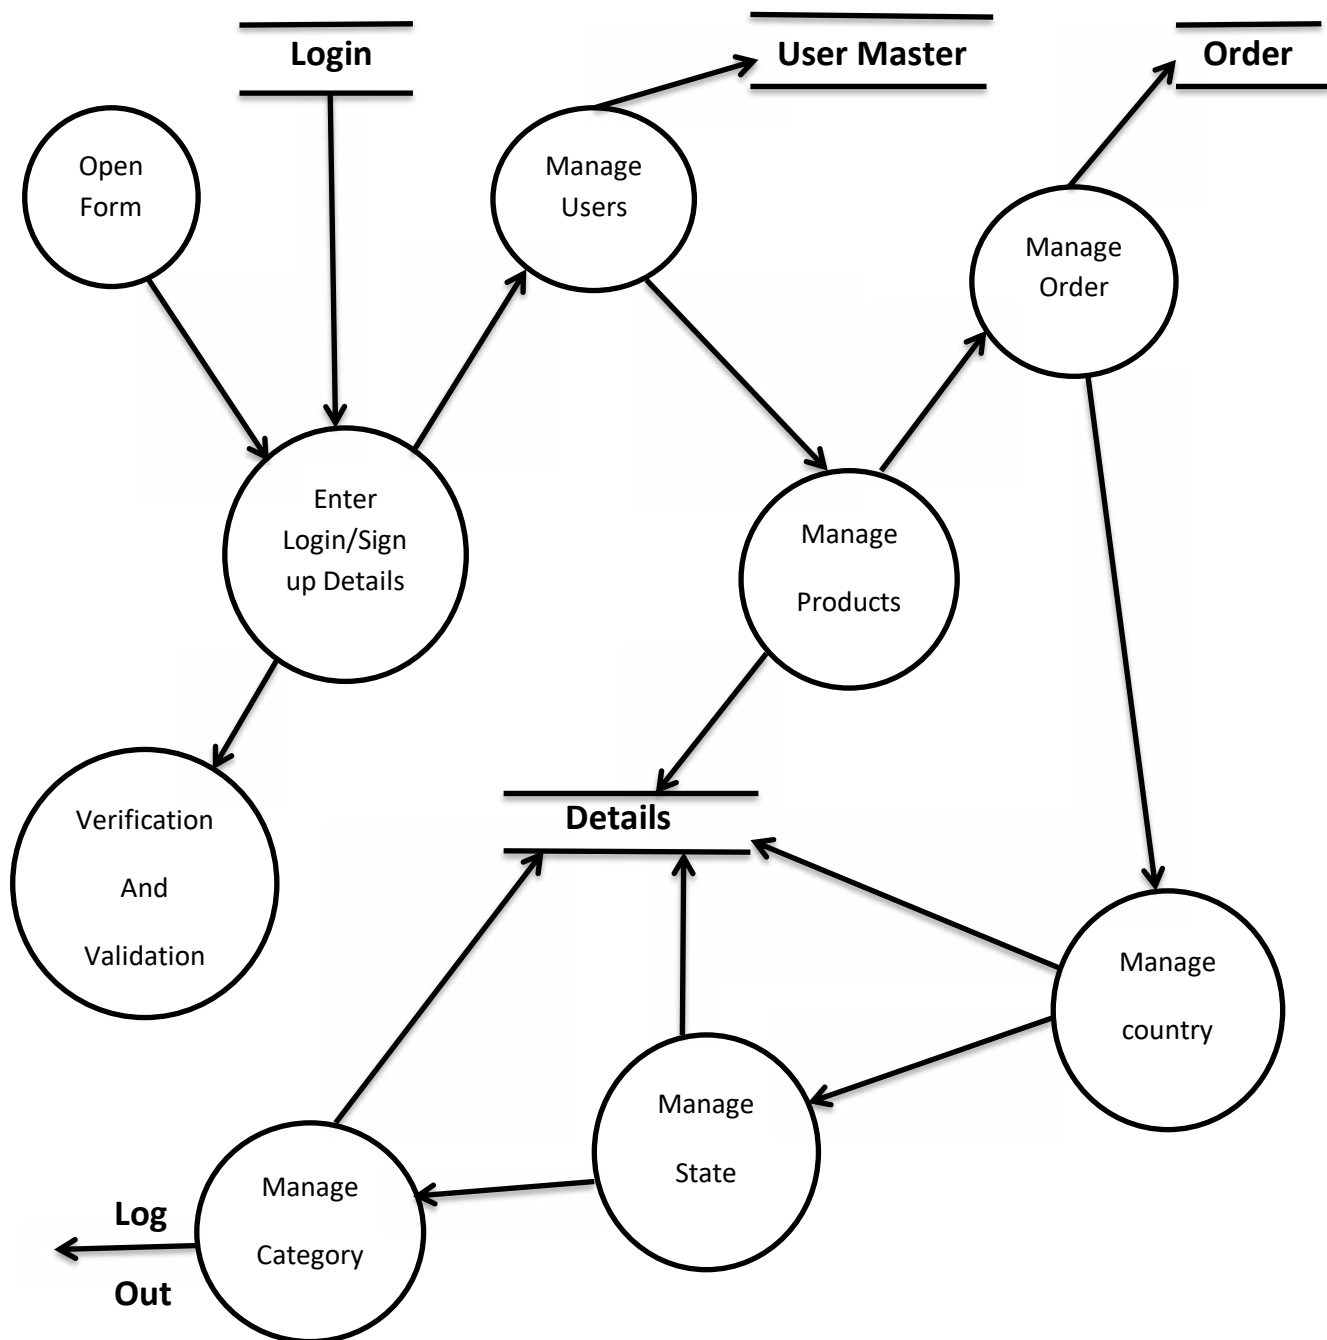 Login
User Master
Order
Open
Form
Manage
Users
Manage
Order
Enter
Login/Sign
up Details
Manage
Products
Verification
And
Validation
Details
Manage
country
Manage
State
Manage
Category
Log
Out